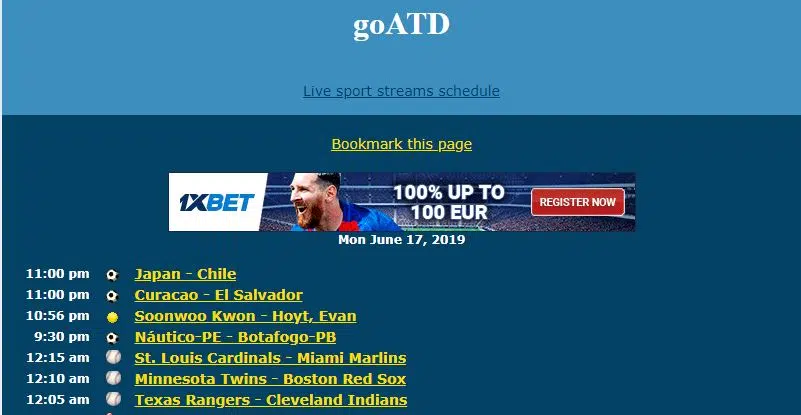 goATD
Live sport streams schedule
Bookmark this page
1XBET 100% UP TO 100 EUR REGISTER NOW
Mon June 17, 2019
11:00 pm Japan - Chile
11:00 pm Curacao - El Salvador
10:56 pm Soonwoo Kwon - Hoyt, Evan
9:30 pm Náutico-PE - Botafogo-PB
12:15 am St. Louis Cardinals - Miami Marlins
12:10 am Minnesota Twins - Boston Red Sox
12:05 am Texas Rangers - Cleveland Indians